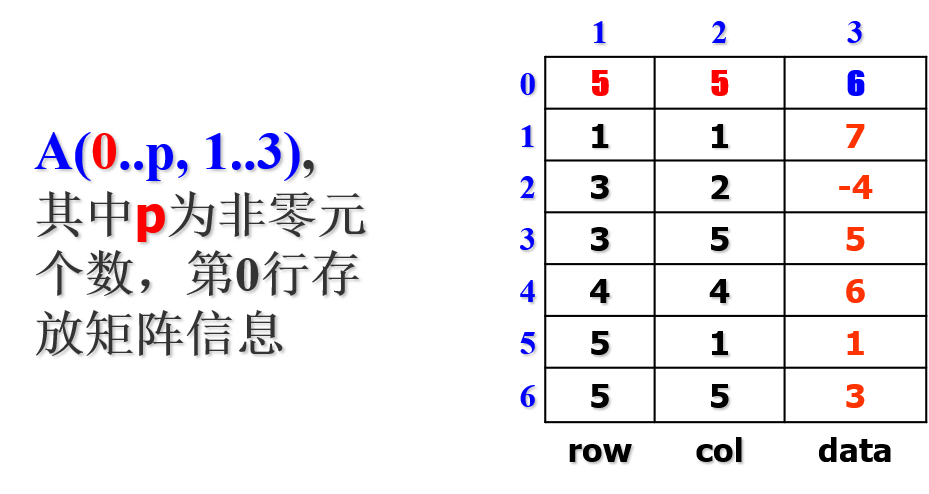 A(0..p, 1..3),
其中p为非零元
个数，第0行存
放矩阵信息
1 2 3
0 5 5 6
1 1 1 7
2 3 2 -4
3 3 5 5
4 4 4 6
5 5 1 1
6 5 5 3
row col data